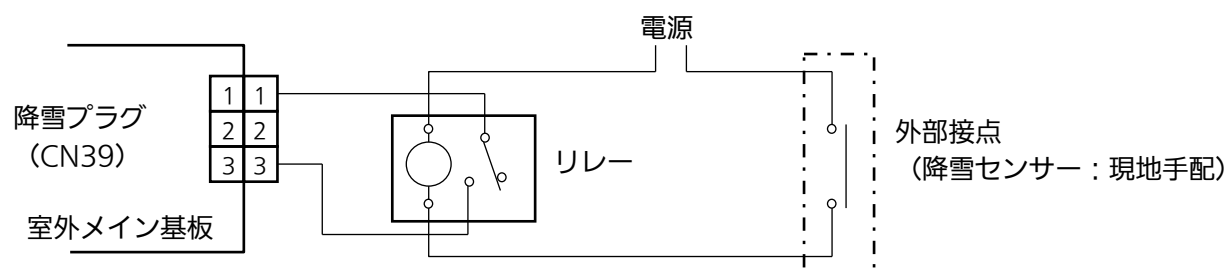 電源
降雪プラグ
（CN39）
1 1
2 2
3 3
リレー
外部接点
（降雪センサー：現地手配）
室外メイン基板